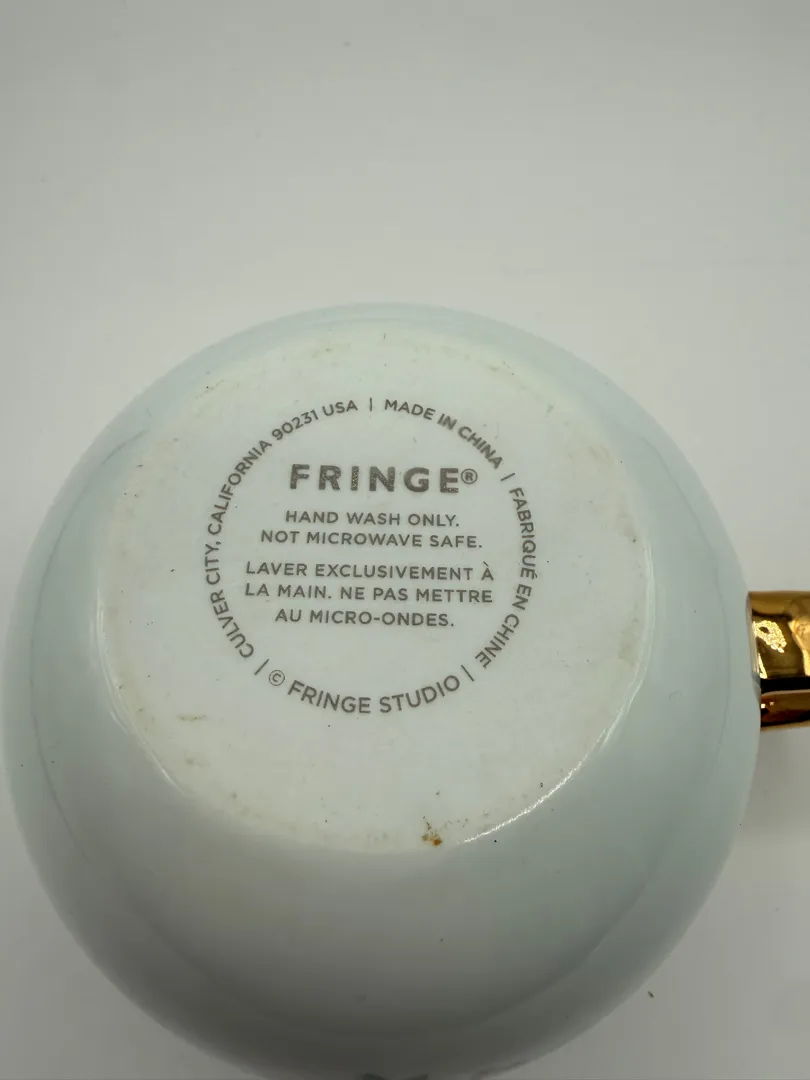 FRINGE®
HAND WASH ONLY.
NOT MICROWAVE SAFE.
LAVER EXCLUSIVEMENT À
LA MAIN. NE PAS METTRE
AU MICRO-ONDES.
CULVER CITY, CALIFORNIA 90231 USA | MADE IN CHINA | FABRIQUÉ EN CHINE | © FRINGE STUDIO |